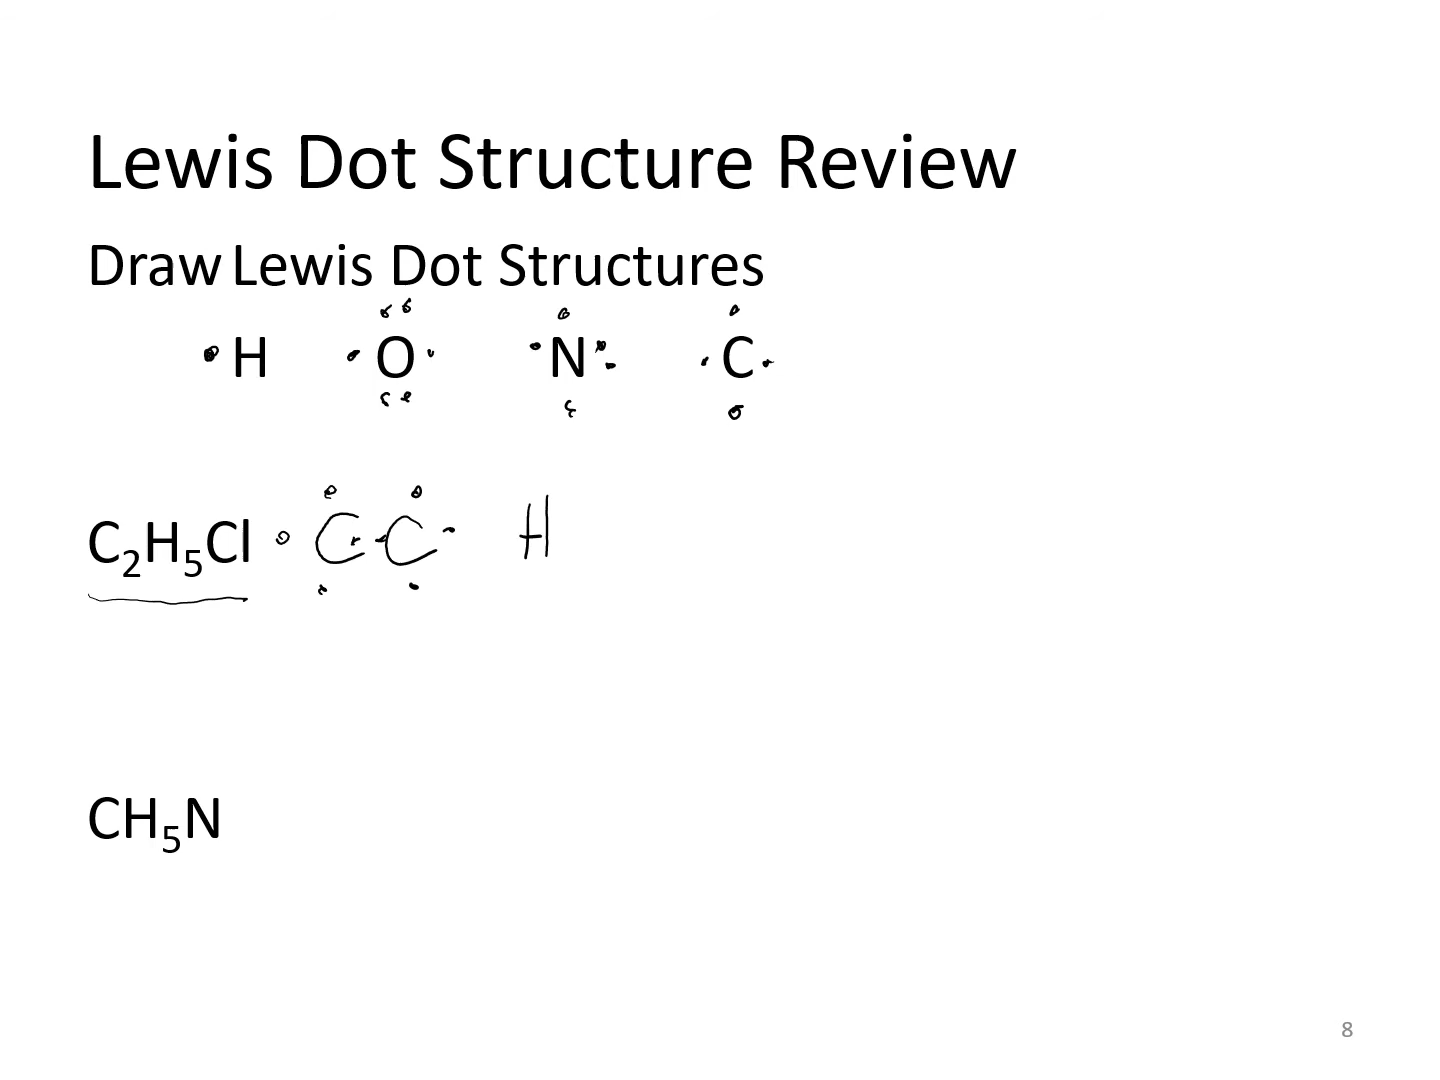 Lewis Dot Structure Review
Draw Lewis Dot Structures
H O N C
C₂H₅Cl C C H
CH₅N
8